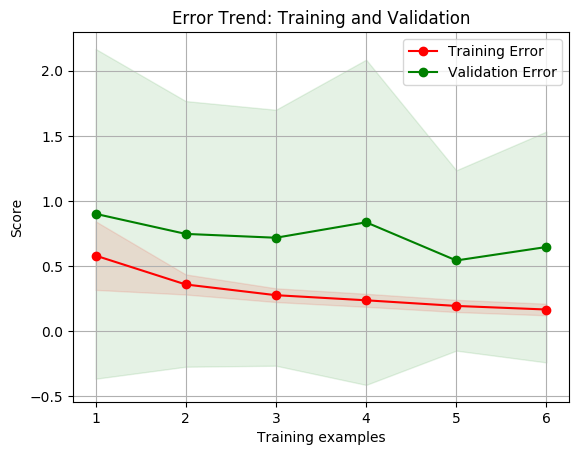 Error Trend: Training and Validation
Training Error
Validation Error
Score
2.0
1.5
1.0
0.5
0.0
−0.5
1 2 3 4 5 6
Training examples